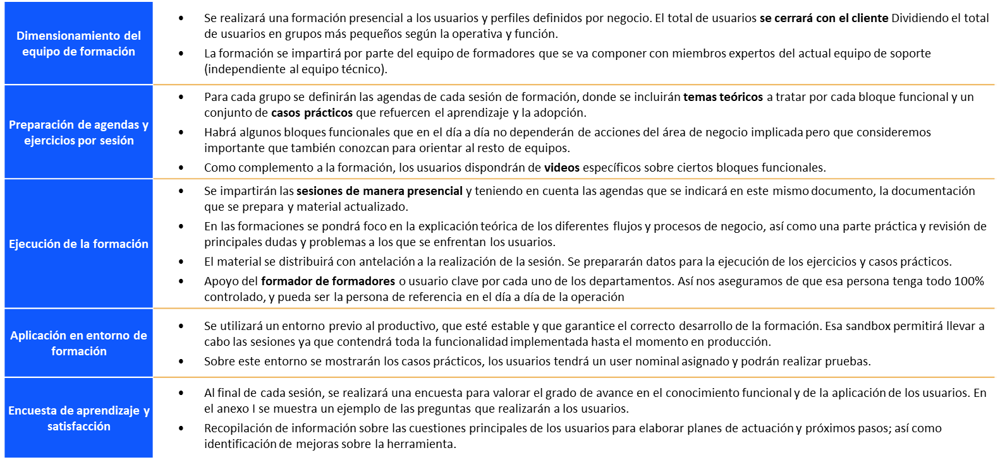 Dimensionamiento del
equipo de formación
• Se realizará una formación presencial a los usuarios y perfiles definidos por negocio. El total de usuarios se cerrará con el cliente Dividiendo el total
de usuarios en grupos más pequeños según la operativa y función.
• La formación se impartirá por parte del equipo de formadores que se va componer con miembros expertos del actual equipo de soporte
(independiente al equipo técnico).
Preparación de agendas y
ejercicios por sesión
• Para cada grupo se definirán las agendas de cada sesión de formación, donde se incluirán temas teóricos a tratar por cada bloque funcional y un
conjunto de casos prácticos que refuercen el aprendizaje y la adopción.
• Habrá algunos bloques funcionales que en el día a día no dependerán de acciones del área de negocio implicada pero que consideremos
importante que también conozcan para orientar al resto de equipos.
• Como complemento a la formación, los usuarios dispondrán de videos específicos sobre ciertos bloques funcionales.
Ejecución de la formación
• Se impartirán las sesiones de manera presencial y teniendo en cuenta las agendas que se indicará en este mismo documento, la documentación
que se prepara y material actualizado.
• En las formaciones se pondrá foco en la explicación teórica de los diferentes flujos y procesos de negocio, así como una parte práctica y revisión de
principales dudas y problemas a los que se enfrentan los usuarios.
• El material se distribuirá con antelación a la realización de la sesión. Se prepararán datos para la ejecución de los ejercicios y casos prácticos.
• Apoyo del formador de formadores o usuario clave por cada uno de los departamentos. Así nos aseguramos de que esa persona tenga todo 100%
controlado, y pueda ser la persona de referencia en el día a día de la operación
Aplicación en entorno de
formación
• Se utilizará un entorno previo al productivo, que esté estable y que garantice el correcto desarrollo de la formación. Esa sandbox permitirá llevar a
cabo las sesiones ya que contendrá toda la funcionalidad implementada hasta el momento en producción.
• Sobre este entorno se mostrarán los casos prácticos, los usuarios tendrá un user nominal asignado y podrán realizar pruebas.
Encuesta de aprendizaje y
satisfacción
• Al final de cada sesión, se realizará una encuesta para valorar el grado de avance en el conocimiento funcional y de la aplicación de los usuarios. En
el anexo I se muestra un ejemplo de las preguntas que realizarán a los usuarios.
• Recopilación de información sobre las cuestiones principales de los usuarios para elaborar planes de actuación y próximos pasos; así como
identificación de mejoras sobre la herramienta.